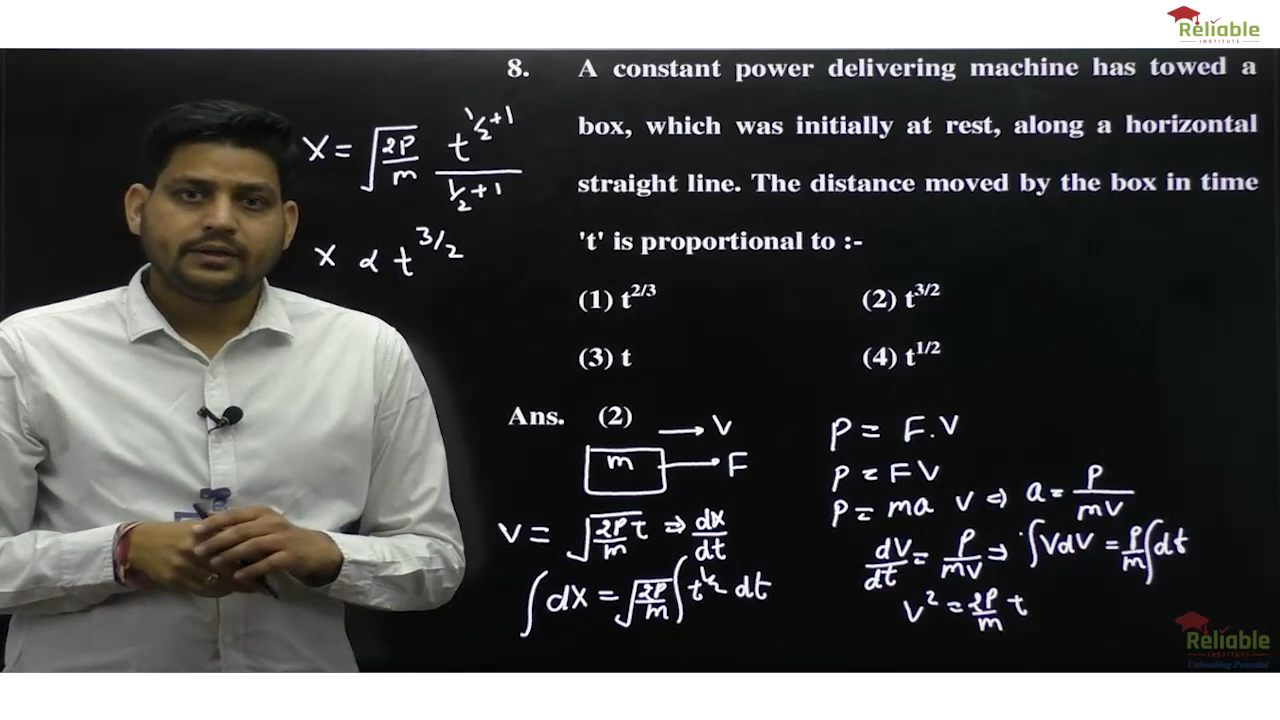 Reliable
INSTITUTE
8. A constant power delivering machine has towed a
box, which was initially at rest, along a horizontal
straight line. The distance moved by the box in time
't' is proportional to :-
(1) t^2/3 (2) t^3/2
(3) t (4) t^1/2
Ans. (2)
X = √(2P/m) t^(1/2+1)/(1/2+1)
X ∝ t^3/2
m → V
→ F
V = √(2P/m t) ⇒ dx/dt
∫dx = √(2P/m) ∫t^1/2 dt
P = F.V
P = FV
P = ma V ⇒ a = P/mV
dV/dt = P/mV ⇒ ∫VdV = P/m ∫dt
V² = 2P/m t
Reliable
INSTITUTE
Unleashing Potential